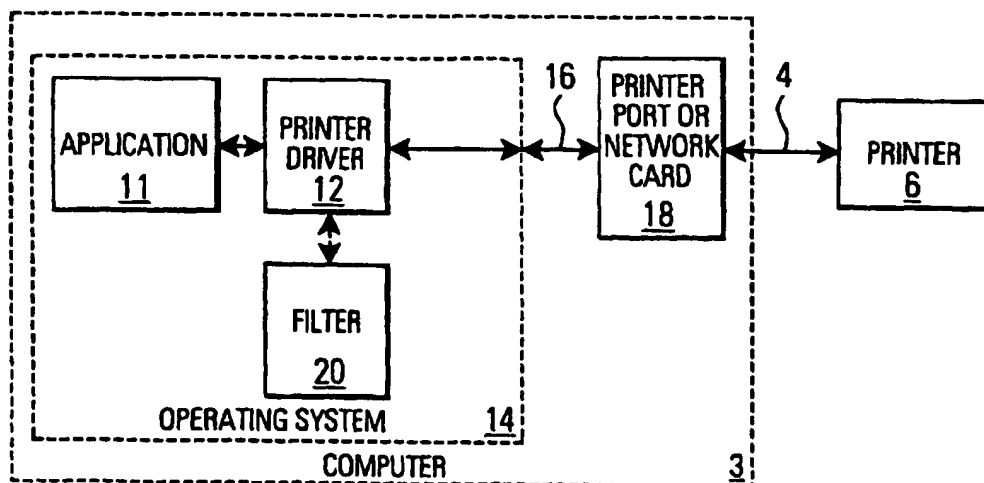 APPLICATION
11
PRINTER
DRIVER
12
FILTER
20
OPERATING SYSTEM
14
COMPUTER
3
16
PRINTER
PORT OR
NETWORK
CARD
18
4
PRINTER
6